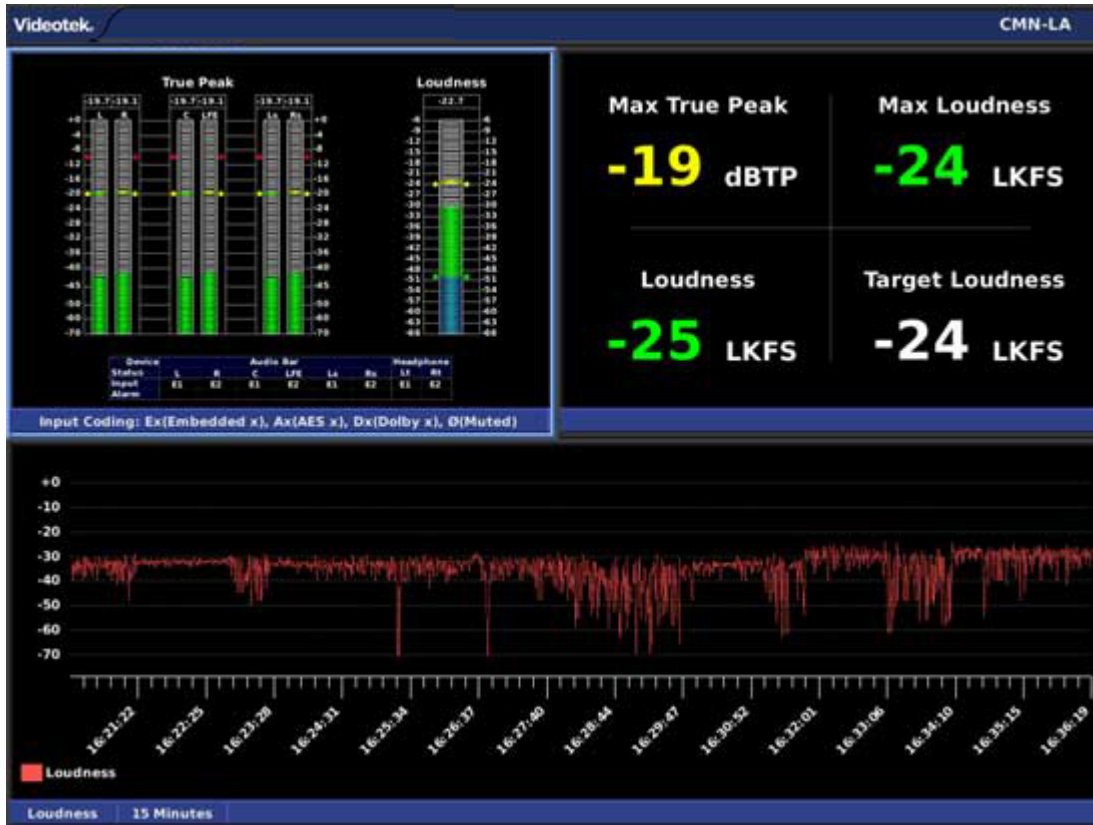 Videotek. CMN-LA
True Peak Loudness
-19.7 -19.1 -19.7 -19.1 -19.7 -19.1 -22.7
L R C LFE Ls Rs
Device Audio Bar Headphone
Status L R C LFE Ls Rs Lt Rt
Input E1 E2 E1 E2 E1 E2 E1 E2
Alarm
Input Coding: Ex(Embedded x), Ax(AES x), Dx(Dolby x), Ø(Muted)
Max True Peak Max Loudness
-19 dBTP -24 LKFS
Loudness Target Loudness
-25 LKFS -24 LKFS
+0
-10
-20
-30
-40
-50
-60
-70
16:21:22 16:22:25 16:23:28 16:24:31 16:25:34 16:26:37 16:27:40 16:28:44 16:29:47 16:30:52 16:32:01 16:33:06 16:34:10 16:35:15 16:36:19
Loudness
Loudness 15 Minutes